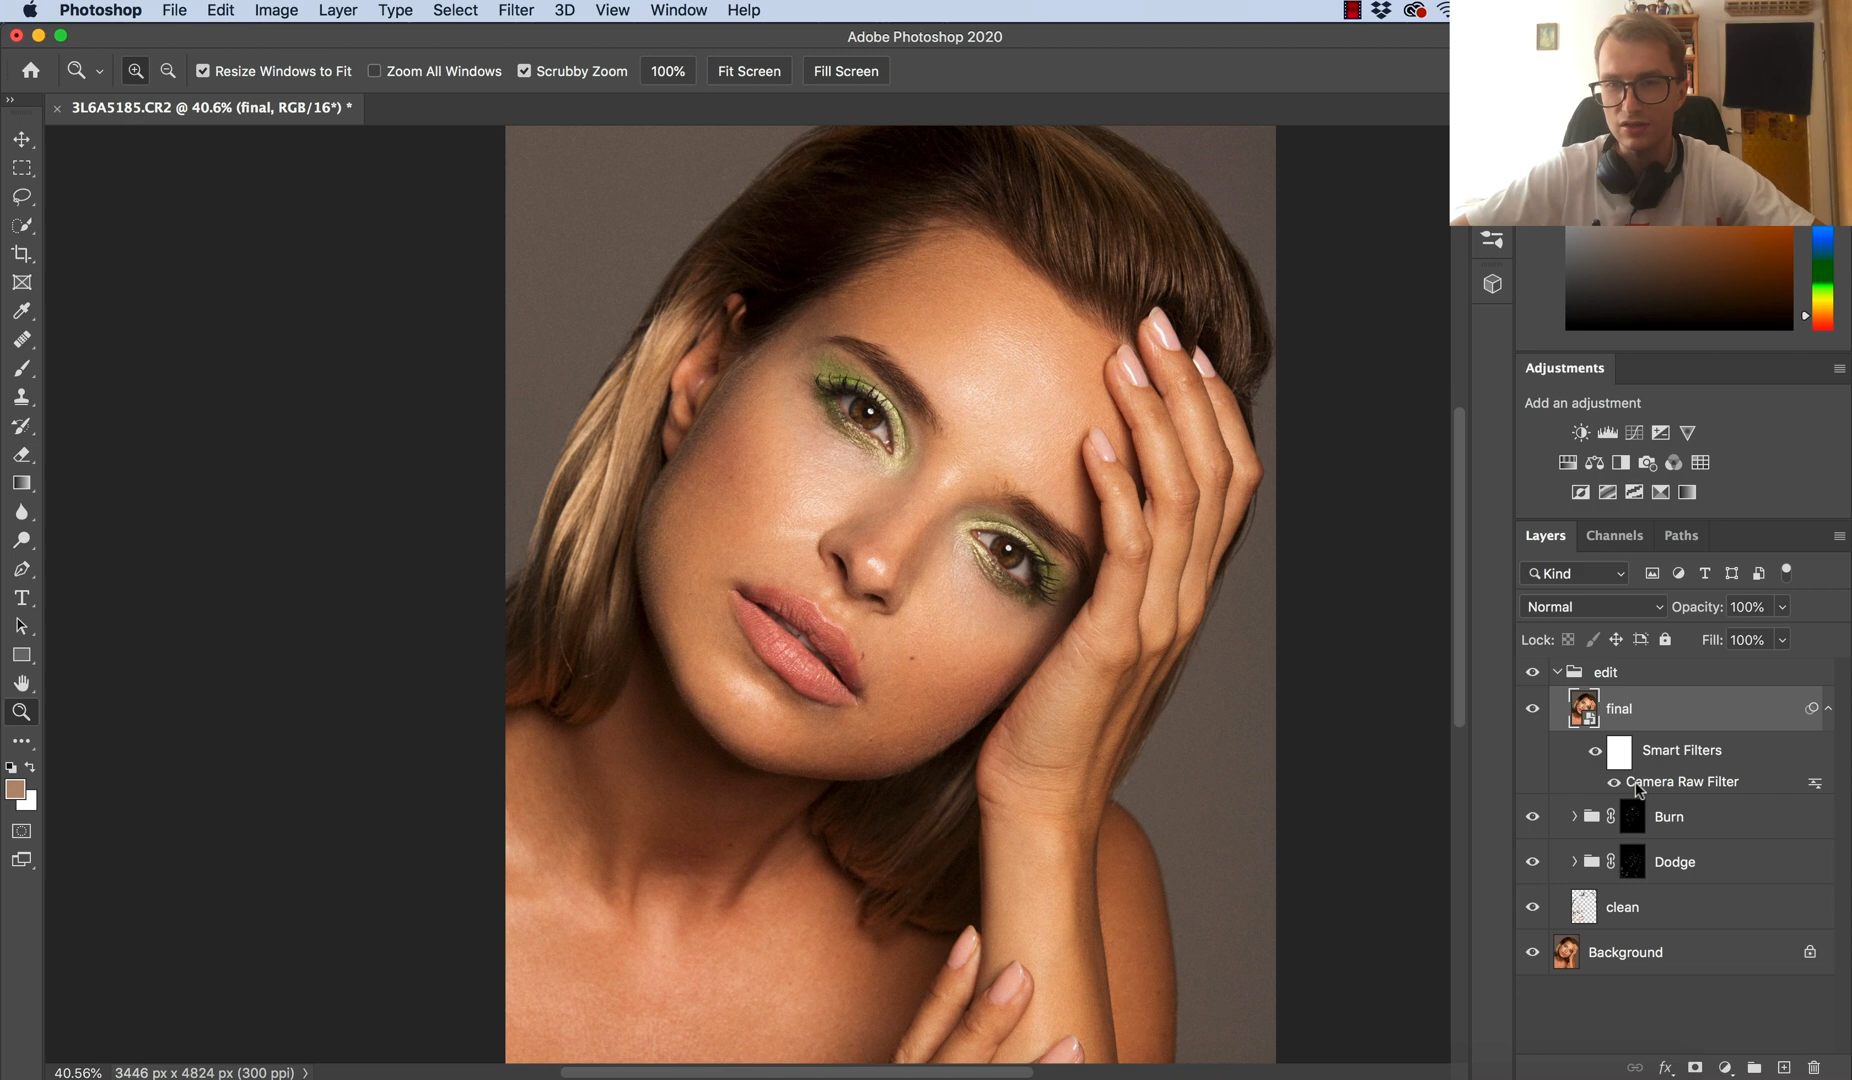 Photoshop File Edit Image Layer Type Select Filter 3D View Window Help
Adobe Photoshop 2020
Resize Windows to Fit Zoom All Windows Scrubby Zoom 100% Fit Screen Fill Screen
3L6A5185.CR2 @ 40.6% (final, RGB/16*) *
Adjustments
Add an adjustment
Layers Channels Paths
Kind
Normal Opacity: 100%
Lock: Fill: 100%
edit
final
Smart Filters
Camera Raw Filter
Burn
Dodge
clean
Background
40.56% 3446 px x 4824 px (300 ppi)